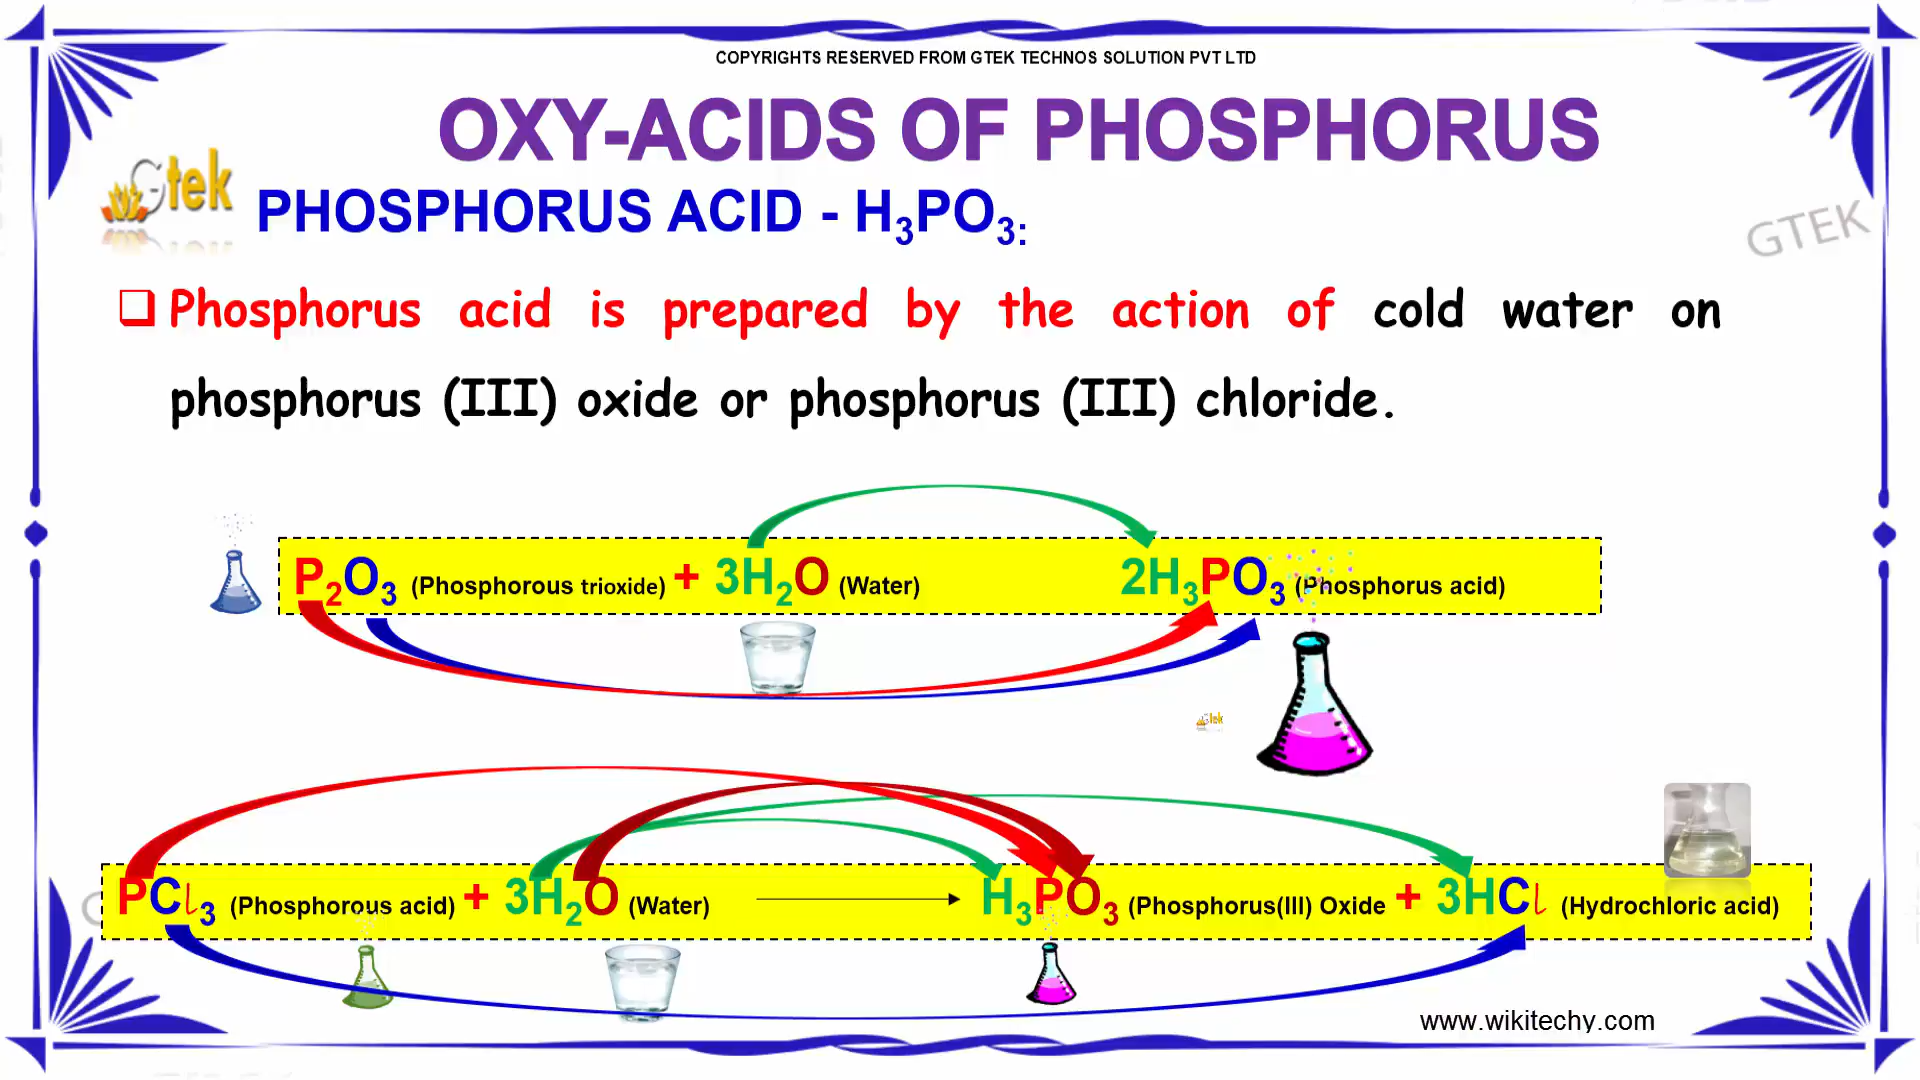 COPYRIGHTS RESERVED FROM GTEK TECHNOS SOLUTION PVT LTD
OXY-ACIDS OF PHOSPHORUS
Gtek
PHOSPHORUS ACID - H₃PO₃:
GTEK
❑ Phosphorus acid is prepared by the action of cold water on
phosphorus (III) oxide or phosphorus (III) chloride.
P₂O₃ (Phosphorous trioxide) + 3H₂O (Water) 2H₃PO₃ (Phosphorus acid)
Gtek
PCl₃ (Phosphorous acid) + 3H₂O (Water) ⟶ H₃PO₃ (Phosphorus(III) Oxide + 3HCl (Hydrochloric acid)
www.wikitechy.com